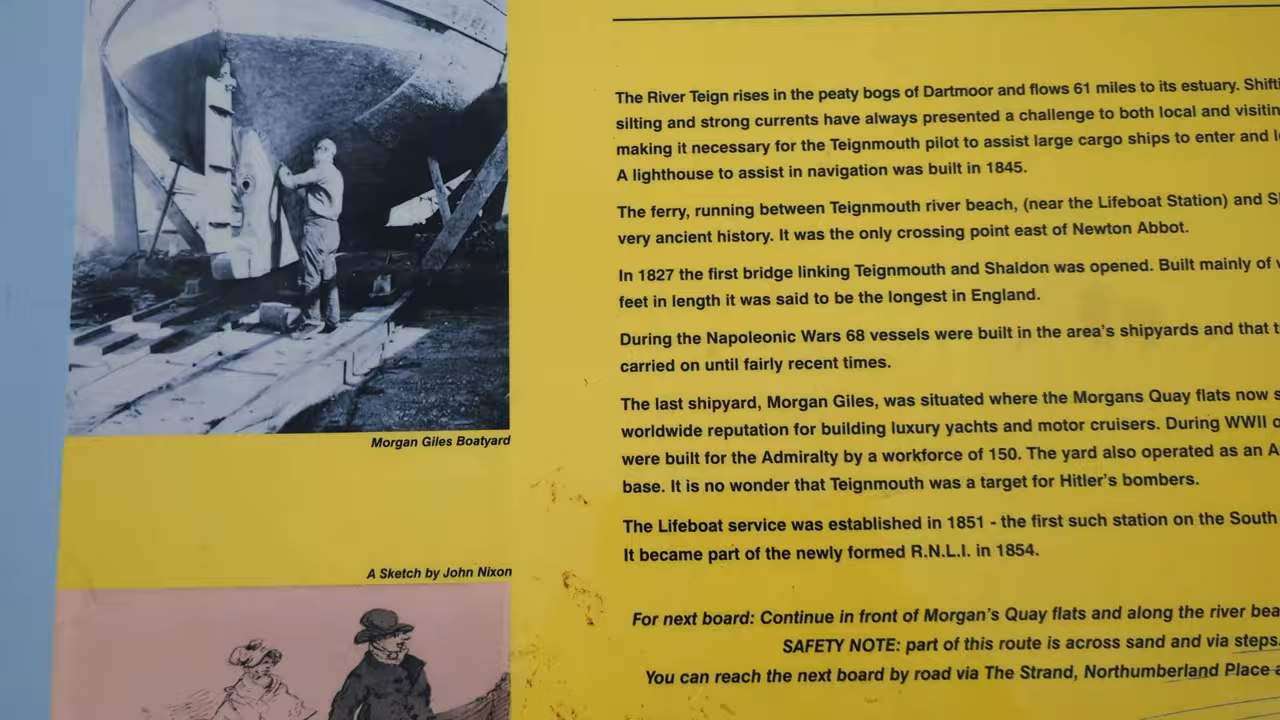 The River Teign rises in the peaty bogs of Dartmoor and flows 61 miles to its estuary.
silting and strong currents have always presented a challenge to both local and
making it necessary for the Teignmouth pilot to assist large cargo ships to enter and
A lighthouse to assist in navigation was built in 1845.
The ferry, running between Teignmouth river beach, (near the Lifeboat Station) and
very ancient history. It was the only crossing point east of Newton Abbot.
In 1827 the first bridge linking Teignmouth and Shaldon was opened. Built mainly of
feet in length it was said to be the longest in England.
During the Napoleonic Wars 68 vessels were built in the area's shipyards and that
carried on until fairly recent times.
The last shipyard, Morgan Giles, was situated where the Morgans Quay flats now
worldwide reputation for building luxury yachts and motor cruisers. During WWII
were built for the Admiralty by a workforce of 150. The yard also operated as an
base. It is no wonder that Teignmouth was a target for Hitler's bombers.
The Lifeboat service was established in 1851 - the first such station on the South
It became part of the newly formed R.N.L.I. in 1854.
For next board: Continue in front of Morgan's Quay flats and along the river
SAFETY NOTE: part of this route is across sand and via steps.
You can reach the next board by road via The Strand, Northumberland Place
Morgan Giles Boatyard
A Sketch by John Nixon